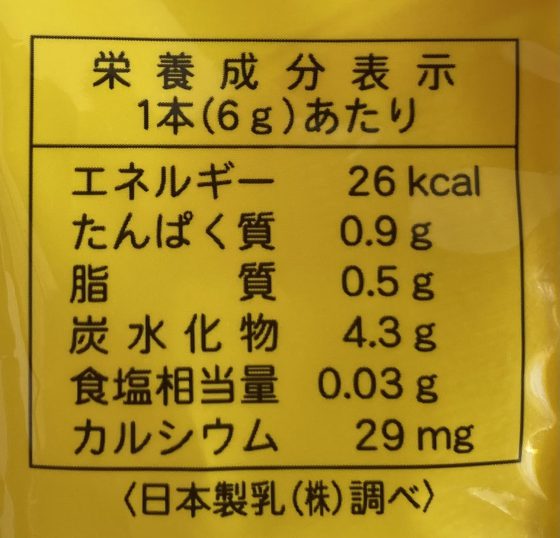 栄養成分表示
1本(6g)あたり
エネルギー 26 kcal
たんぱく質 0.9 g
脂質 0.5 g
炭水化物 4.3 g
食塩相当量 0.03 g
カルシウム 29 mg
〈日本製乳(株)調べ〉